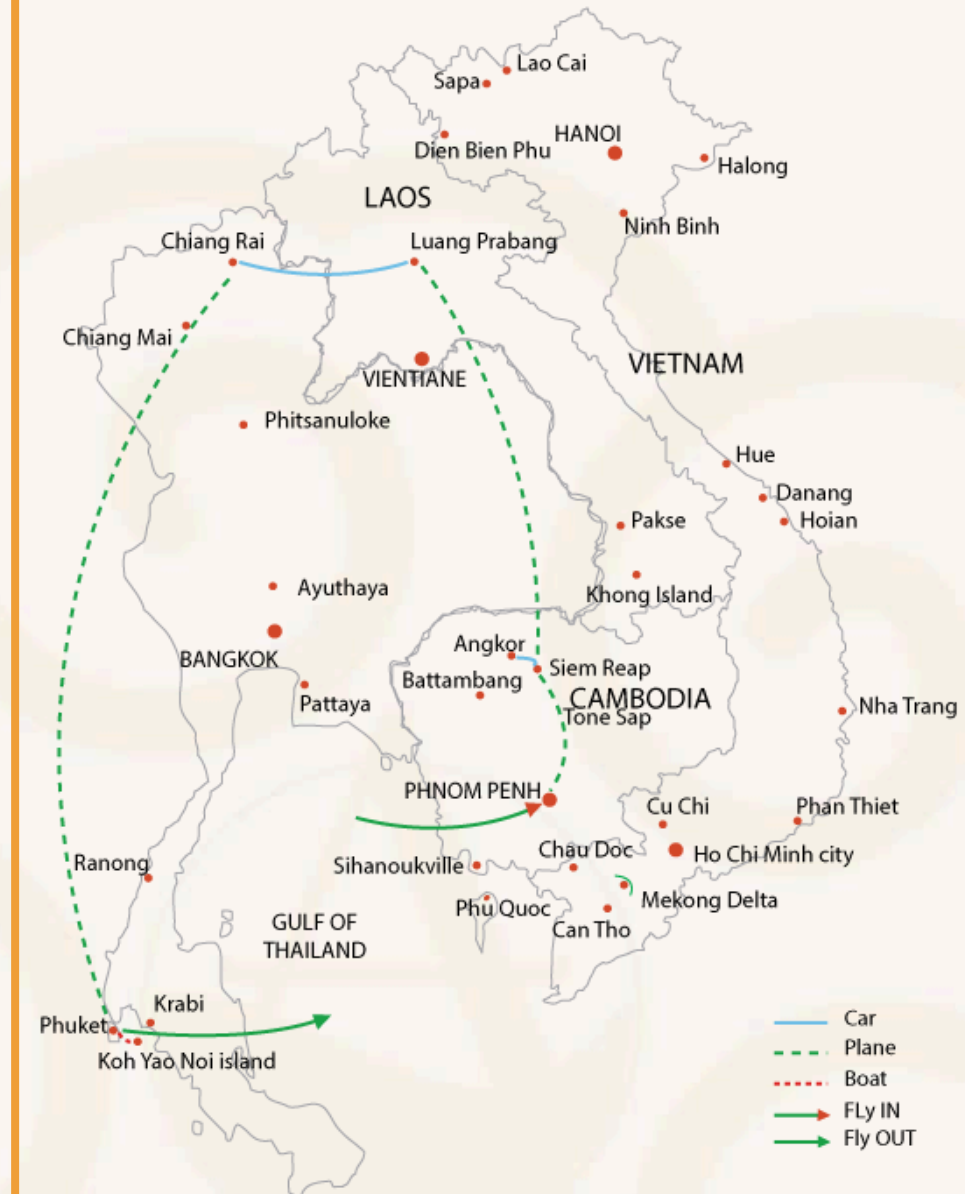 Lao Cai
Sapa
HANOI
Dien Bien Phu
Halong
LAOS
Ninh Binh
Chiang Rai
Luang Prabang
Chiang Mai
VIETNAM
VIENTIANE
Phitsanuloke
Hue
Danang
Pakse
Hoian
Ayuthaya
Khong Island
Angkor
BANGKOK
Siem Reap
Battambang
CAMBODIA
Pattaya
Nha Trang
Tone Sap
PHNOM PENH
Cu Chi
Phan Thiet
Ranong
Sihanoukville
Chau Doc
Ho Chi Minh city
Phu Quoc
Mekong Delta
GULF OF
THAILAND
Can Tho
Krabi
Phuket
Koh Yao Noi island
Car
Plane
Boat
FLy IN
Fly OUT